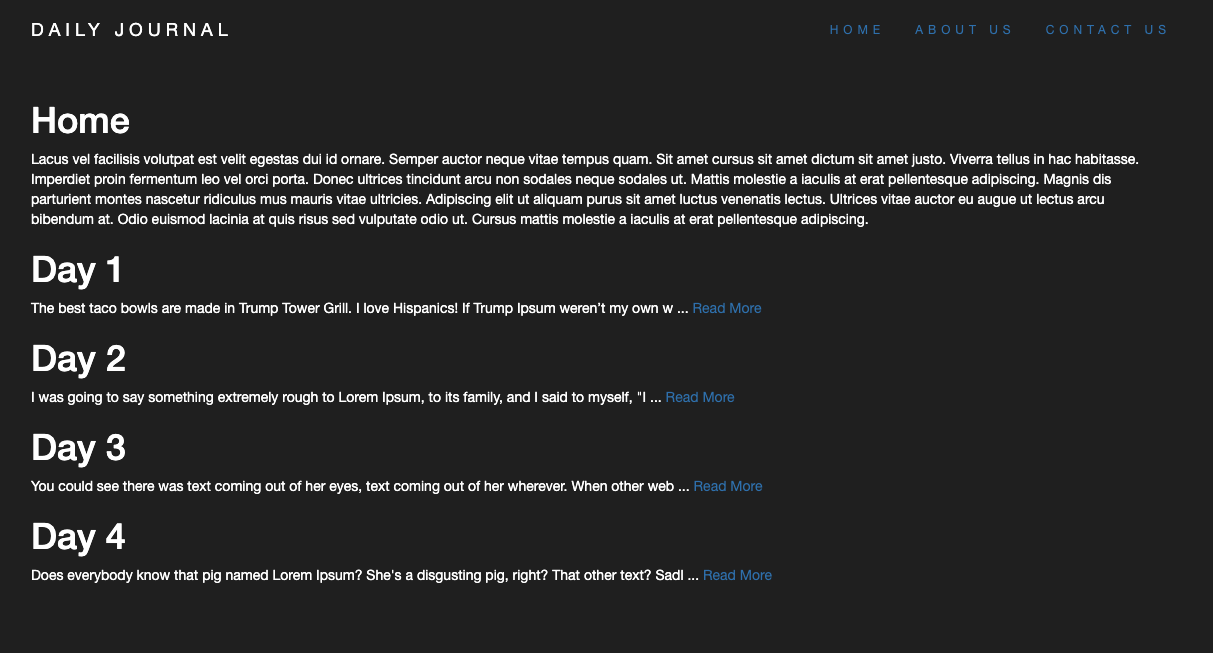 DAILY JOURNAL
HOME ABOUT US CONTACT US
Home
Lacus vel facilisis volutpat est velit egestas dui id ornare. Semper auctor neque vitae tempus quam. Sit amet cursus sit amet dictum sit amet justo. Viverra tellus in hac habitasse.
Imperdiet proin fermentum leo vel orci porta. Donec ultrices tincidunt arcu non sodales neque sodales ut. Mattis molestie a iaculis at erat pellentesque adipiscing. Magnis dis
parturient montes nascetur ridiculus mus mauris vitae ultricies. Adipiscing elit ut aliquam purus sit amet luctus venenatis lectus. Ultrices vitae auctor eu augue ut lectus arcu
bibendum at. Odio euismod lacinia at quis risus sed vulputate odio ut. Cursus mattis molestie a iaculis at erat pellentesque adipiscing.
Day 1
The best taco bowls are made in Trump Tower Grill. I love Hispanics! If Trump Ipsum weren’t my own w ... Read More
Day 2
I was going to say something extremely rough to Lorem Ipsum, to its family, and I said to myself, "I ... Read More
Day 3
You could see there was text coming out of her eyes, text coming out of her wherever. When other web ... Read More
Day 4
Does everybody know that pig named Lorem Ipsum? She's a disgusting pig, right? That other text? Sadl ... Read More